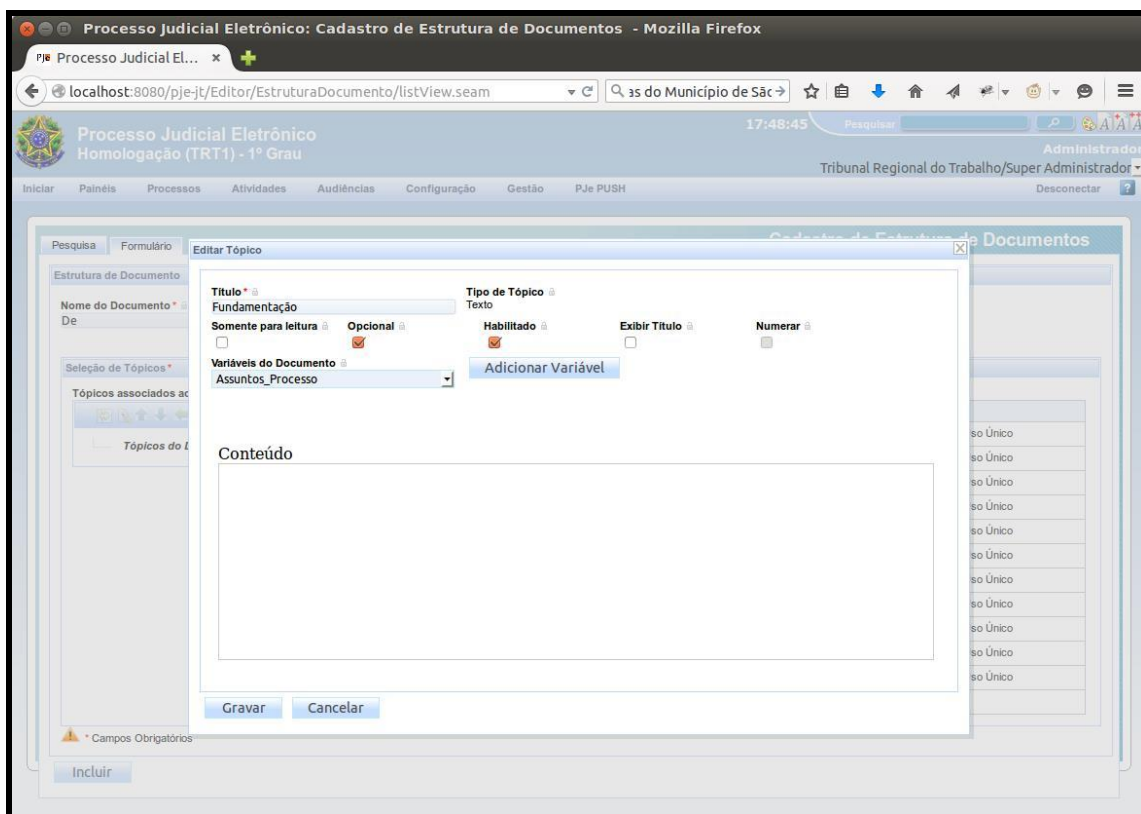 Processo Judicial Eletrônico: Cadastro de Estrutura de Documentos - Mozilla Firefox
PJe Processo Judicial El... ×
localhost:8080/pje-jt/Editor/EstruturaDocumento/listView.seam as do Município de Sãc
Processo Judicial Eletrônico 17:48:45 Pesquisar A A A
Homologação (TRT1) - 1º Grau Administrador
Tribunal Regional do Trabalho/Super Administrador
Iniciar Painéis Processos Atividades Audiências Configuração Gestão PJe PUSH Desconectar ?
Cadastro de Estrutura de Documentos
Pesquisa Formulário Editar Tópico X
Estrutura de Documento
Título * Tipo de Tópico
Nome do Documento * Fundamentação Texto
De Somente para leitura Opcional Habilitado Exibir Título Numerar
Variáveis do Documento Adicionar Variável
Seleção de Tópicos * Assuntos_Processo
Tópicos associados ao
Tópicos do D
so Único
Conteúdo
so Único
so Único
so Único
so Único
so Único
so Único
so Único
so Único
so Único
so Único
Gravar Cancelar
* Campos Obrigatórios
Incluir